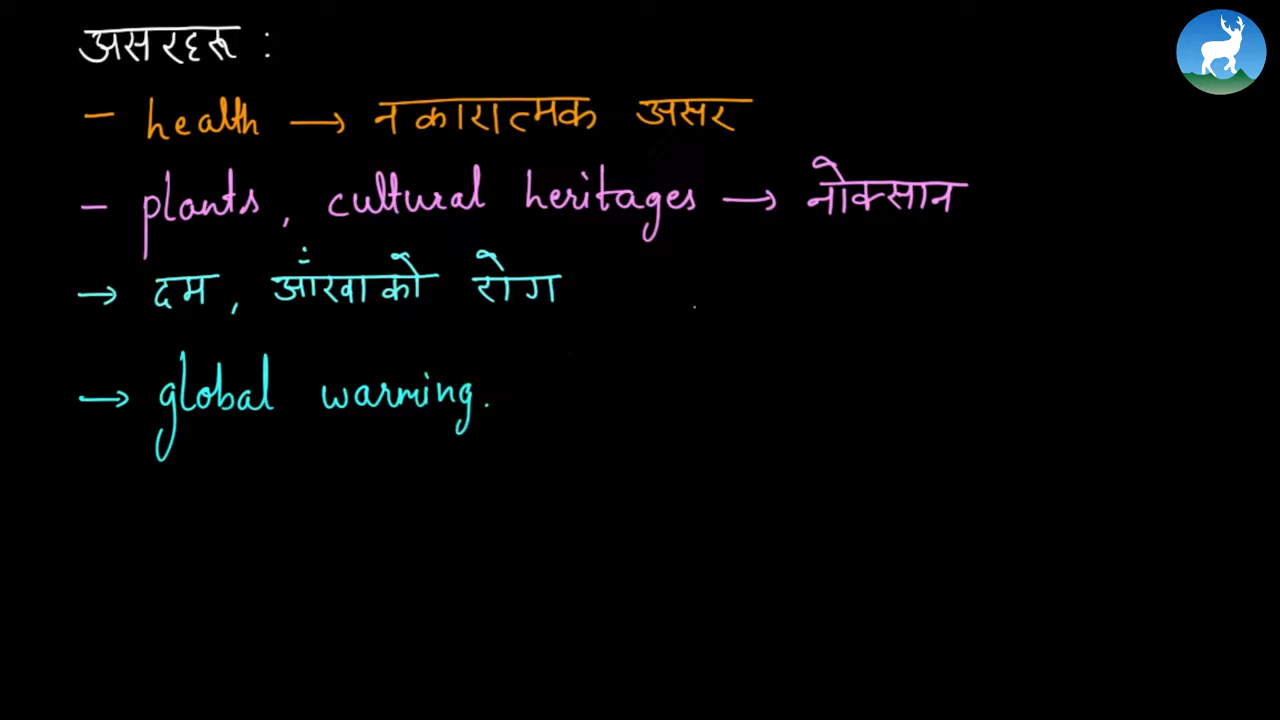 असरहरू :
- health → नकारात्मक असर
- plants, cultural heritages → नोक्सान
→ दम, आँखाको रोग
→ global warming.